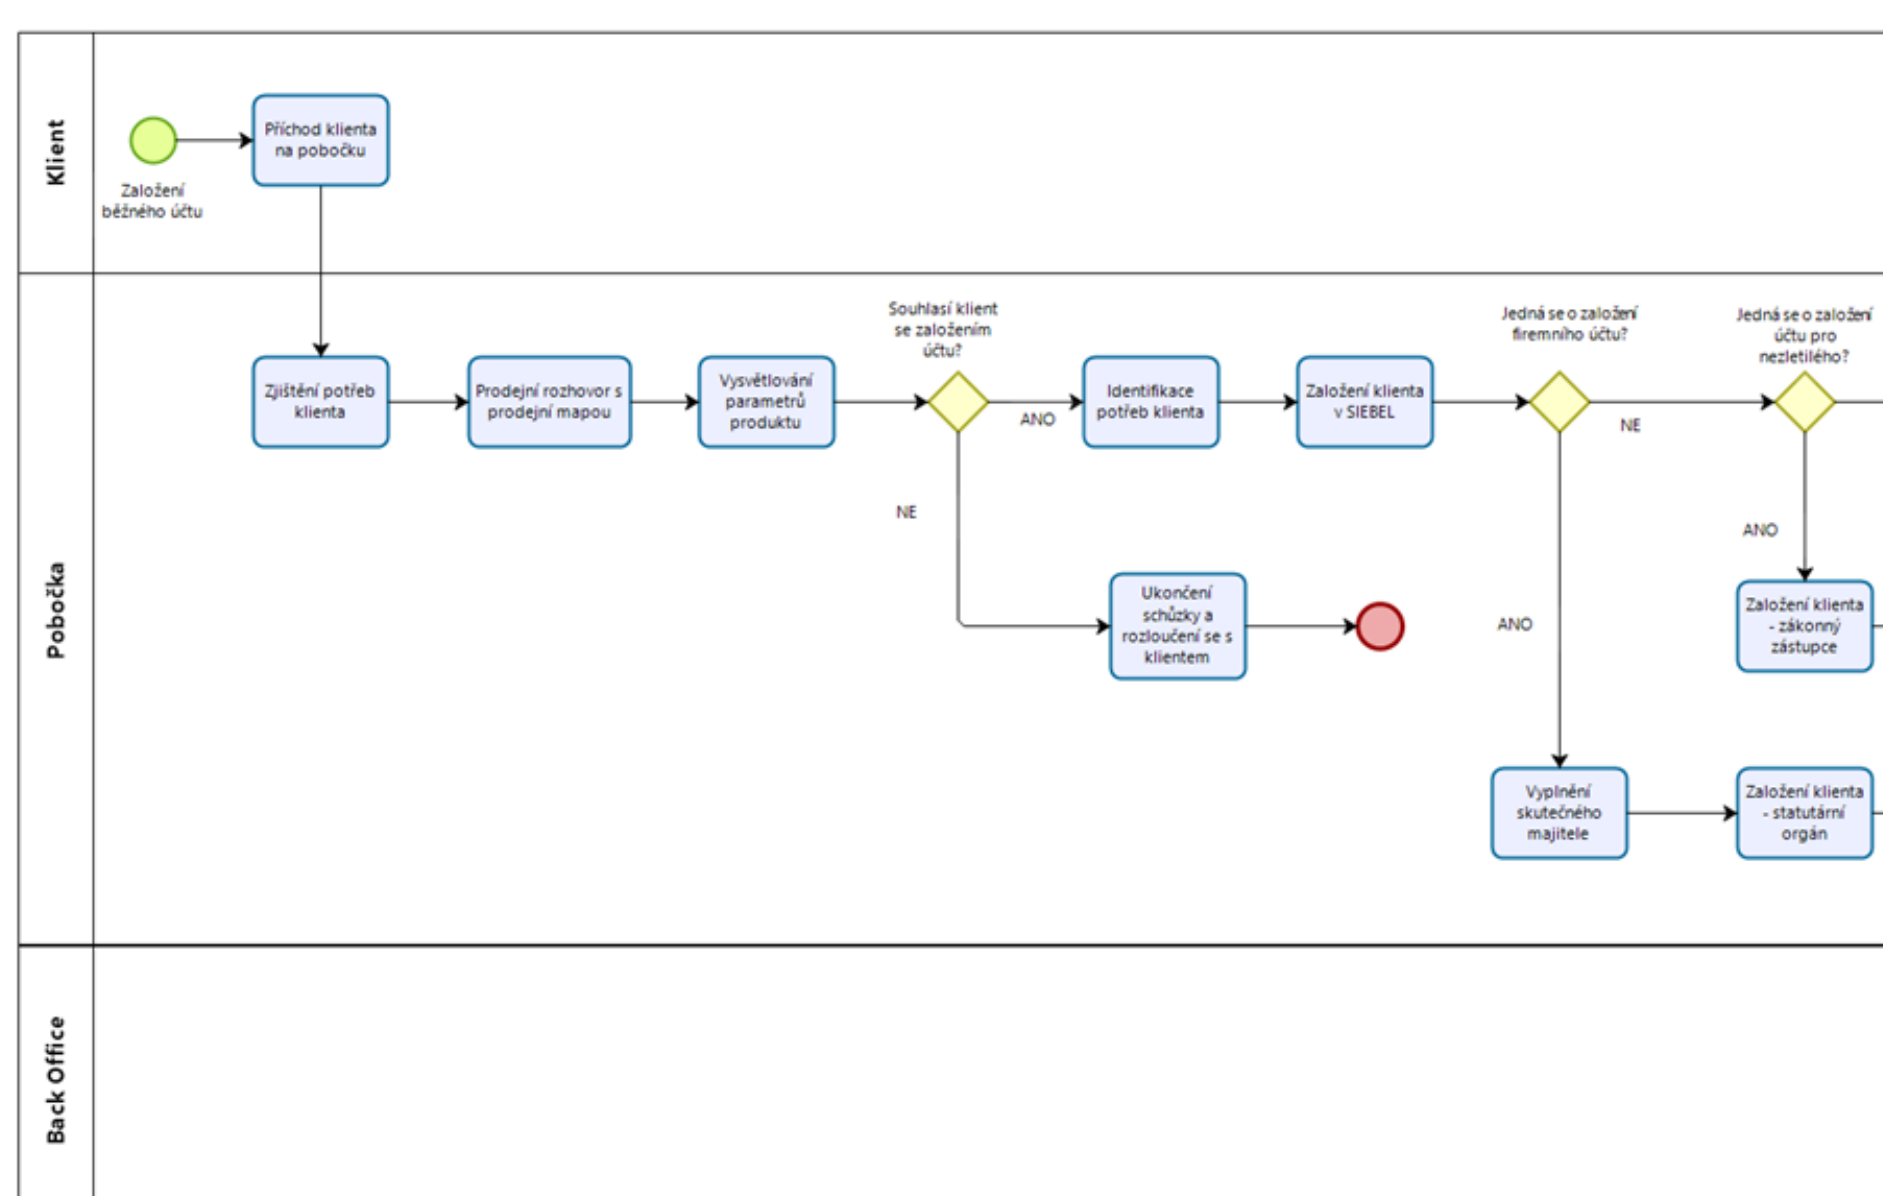 Klient
Založení
běžného účtu
Příchod klienta
na pobočku
Pobočka
Zjištění potřeb
klienta
Prodejní rozhovor s
prodejní mapou
Vysvětlování
parametrů
produktu
Souhlasí klient
se založením
účtu?
ANO
NE
Identifikace
potřeb klienta
Založení klienta
v SIEBEL
Ukončení
schůzky a
rozloučení se s
klientem
Jedná se o založení
firemního účtu?
NE
ANO
Jedná se o založení
účtu pro
nezletilého?
ANO
Založení klienta
- zákonný
zástupce
Vyplnění
skutečného
majitele
Založení klienta
- statutární
orgán
Back Office